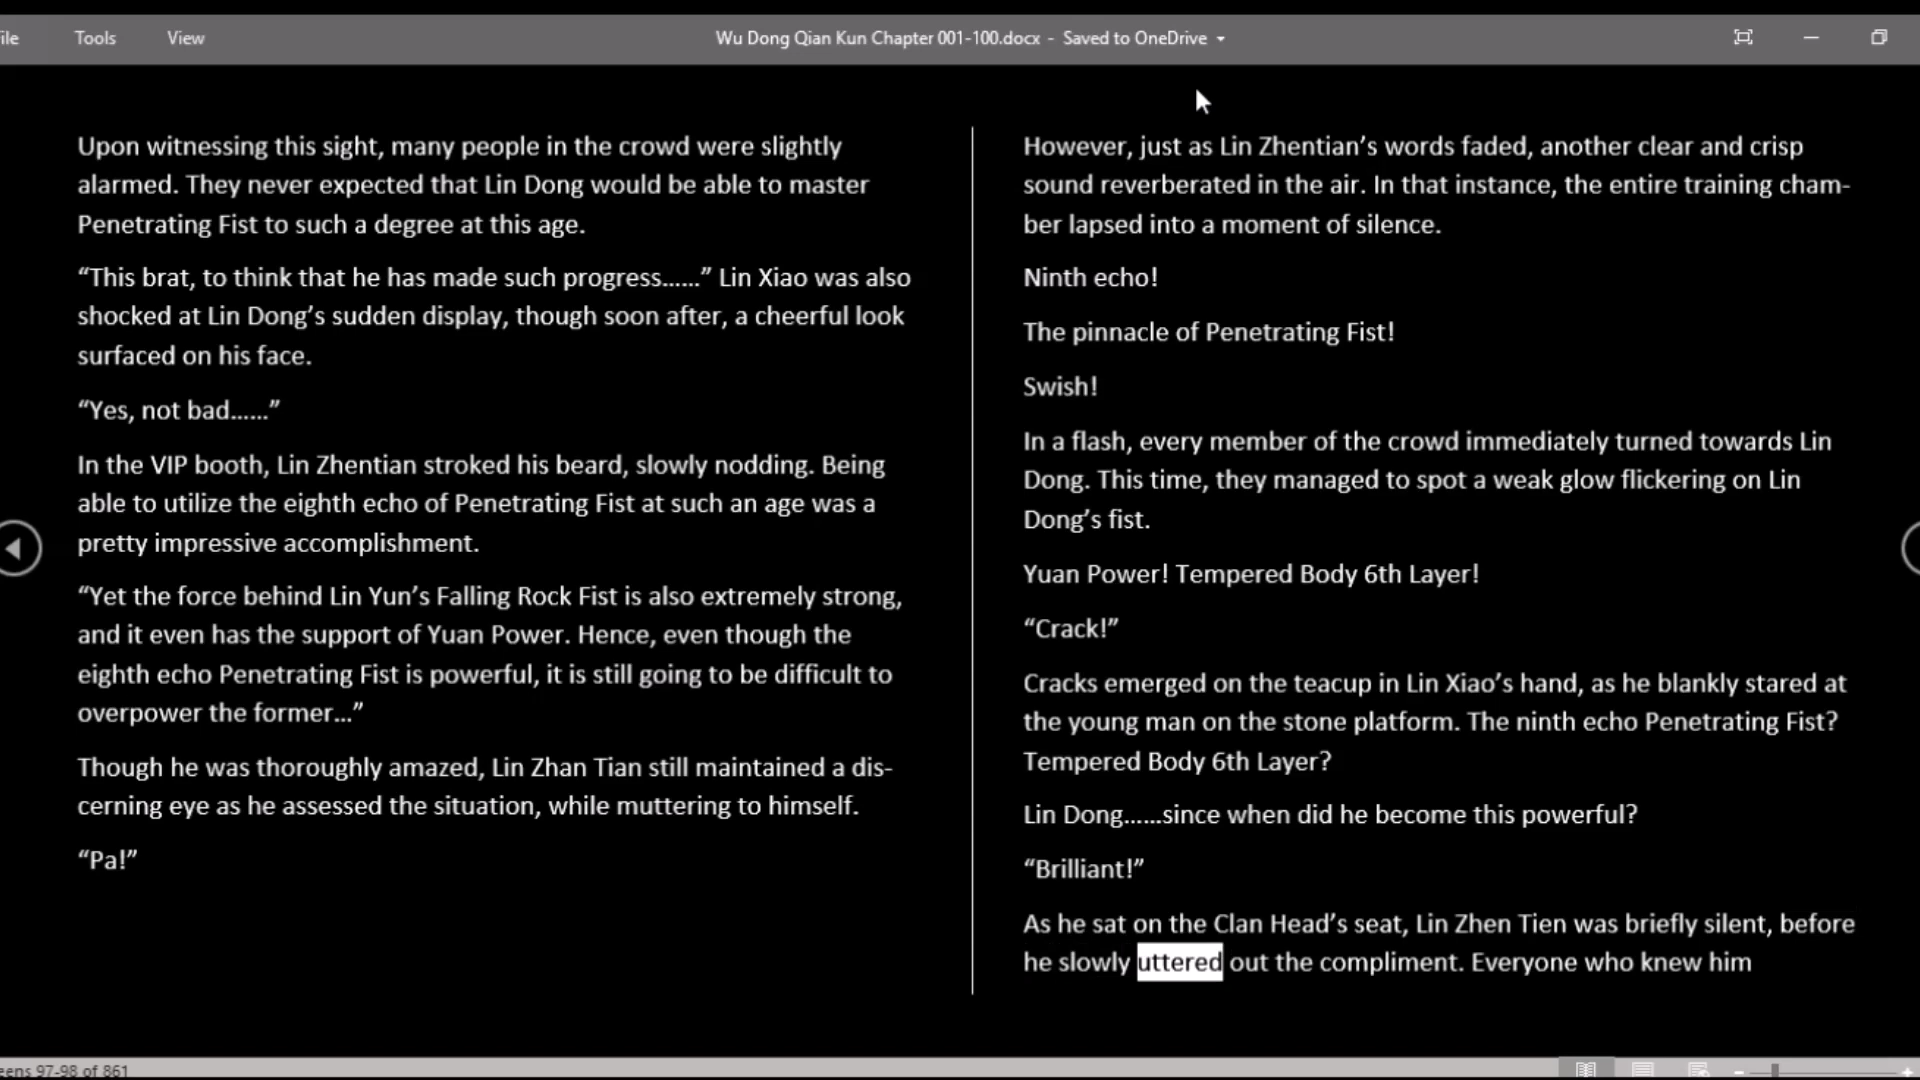 ile
Tools
View
Wu Dong Qian Kun Chapter 001-100.docx - Saved to OneDrive
Upon witnessing this sight, many people in the crowd were slightly
alarmed. They never expected that Lin Dong would be able to master
Penetrating Fist to such a degree at this age.
“This brat, to think that he has made such progress......” Lin Xiao was also
shocked at Lin Dong’s sudden display, though soon after, a cheerful look
surfaced on his face.
“Yes, not bad......”
In the VIP booth, Lin Zhentian stroked his beard, slowly nodding. Being
able to utilize the eighth echo of Penetrating Fist at such an age was a
pretty impressive accomplishment.
“Yet the force behind Lin Yun’s Falling Rock Fist is also extremely strong,
and it even has the support of Yuan Power. Hence, even though the
eighth echo Penetrating Fist is powerful, it is still going to be difficult to
overpower the former...”
Though he was thoroughly amazed, Lin Zhan Tian still maintained a dis-
cerning eye as he assessed the situation, while muttering to himself.
“Pa!”
However, just as Lin Zhentian’s words faded, another clear and crisp
sound reverberated in the air. In that instance, the entire training cham-
ber lapsed into a moment of silence.
Ninth echo!
The pinnacle of Penetrating Fist!
Swish!
In a flash, every member of the crowd immediately turned towards Lin
Dong. This time, they managed to spot a weak glow flickering on Lin
Dong’s fist.
Yuan Power! Tempered Body 6th Layer!
“Crack!”
Cracks emerged on the teacup in Lin Xiao’s hand, as he blankly stared at
the young man on the stone platform. The ninth echo Penetrating Fist?
Tempered Body 6th Layer?
Lin Dong......since when did he become this powerful?
“Brilliant!”
As he sat on the Clan Head’s seat, Lin Zhen Tien was briefly silent, before
he slowly uttered out the compliment. Everyone who knew him
eens 97-98 of 861